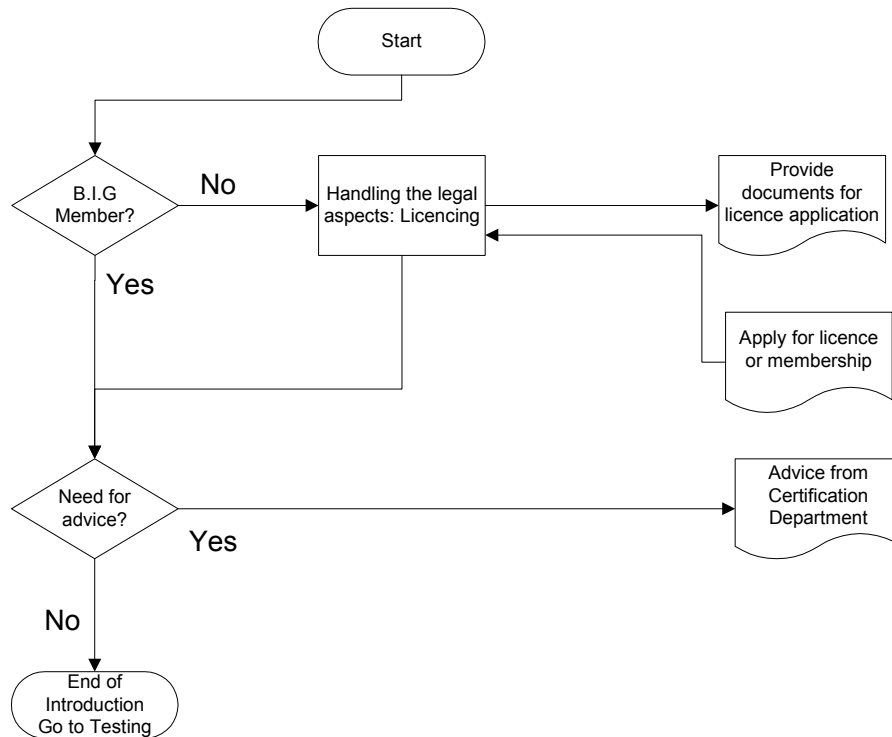 Start
B.I.G
Member?
No
Handling the legal
aspects: Licencing
Provide
documents for
licence application
Yes
Apply for licence
or membership
Need for
advice?
Yes
Advice from
Certification
Department
No
End of
Introduction
Go to Testing